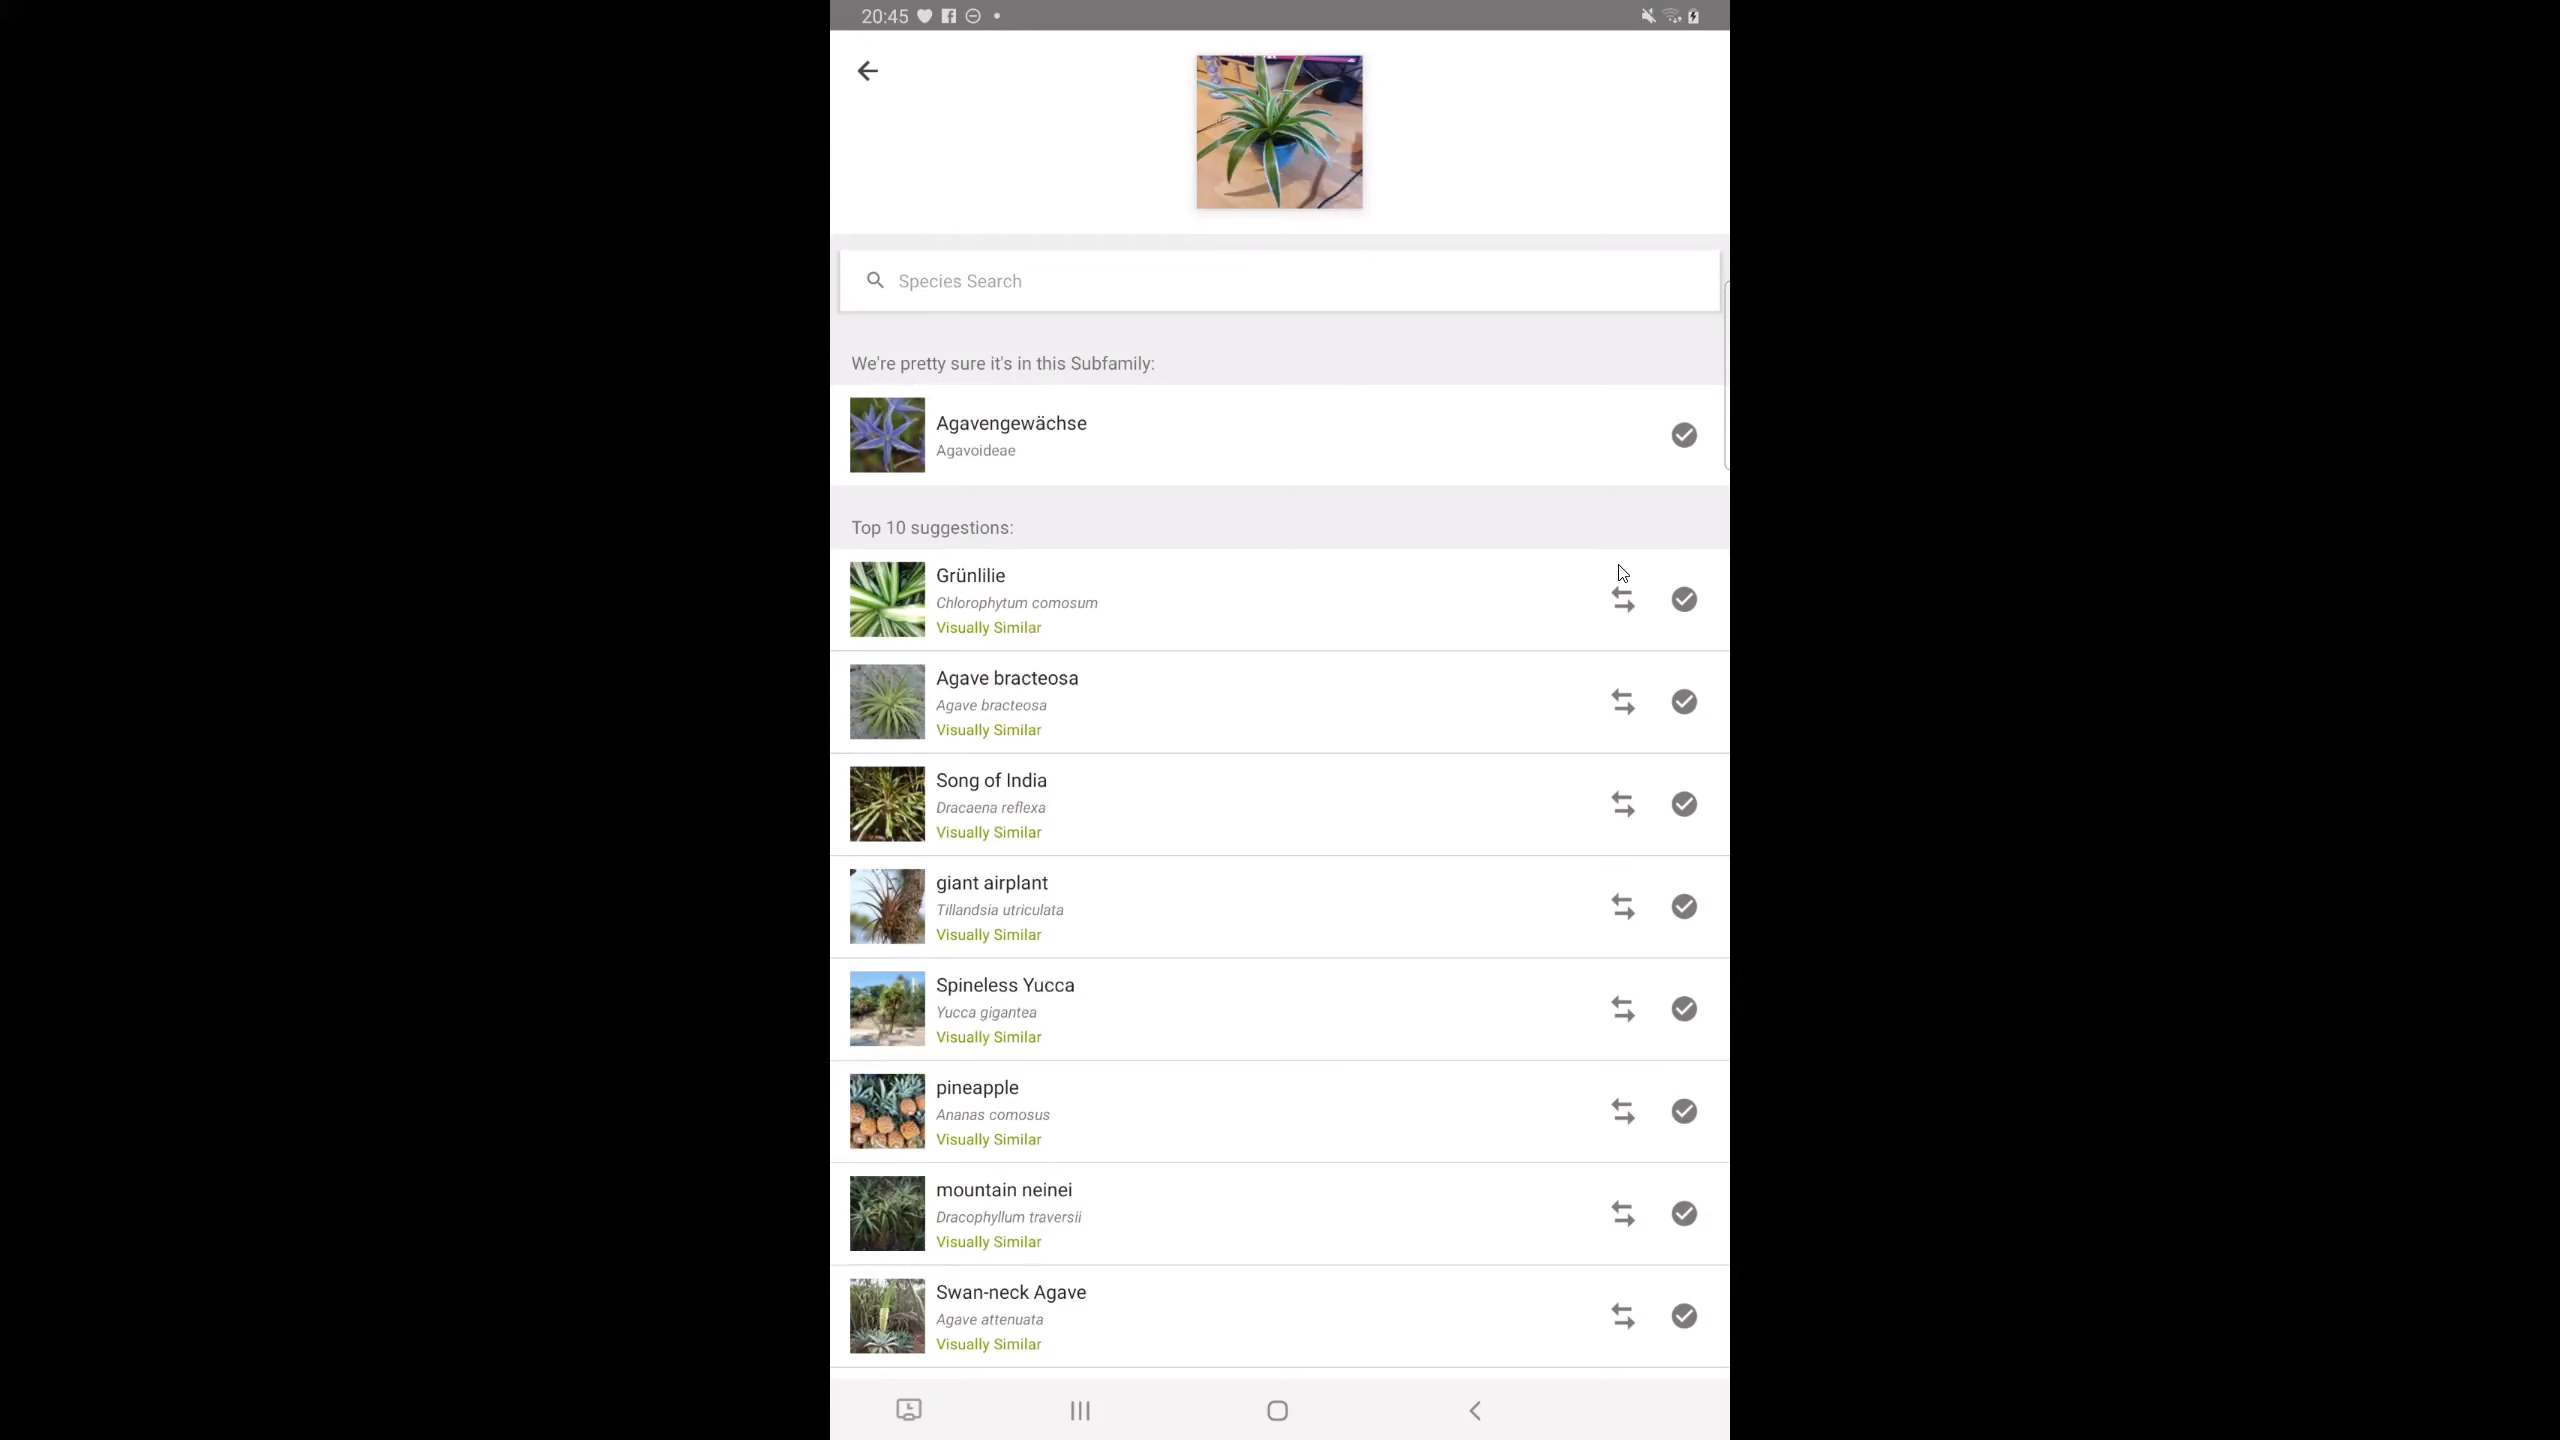 20:45
Species Search
We're pretty sure it's in this Subfamily:
Agavengewächse
Agavoideae
Top 10 suggestions:
Grünlilie
Chlorophytum comosum
Visually Similar
Agave bracteosa
Agave bracteosa
Visually Similar
Song of India
Dracaena reflexa
Visually Similar
giant airplant
Tillandsia utriculata
Visually Similar
Spineless Yucca
Yucca gigantea
Visually Similar
pineapple
Ananas comosus
Visually Similar
mountain neinei
Dracophyllum traversii
Visually Similar
Swan-neck Agave
Agave attenuata
Visually Similar